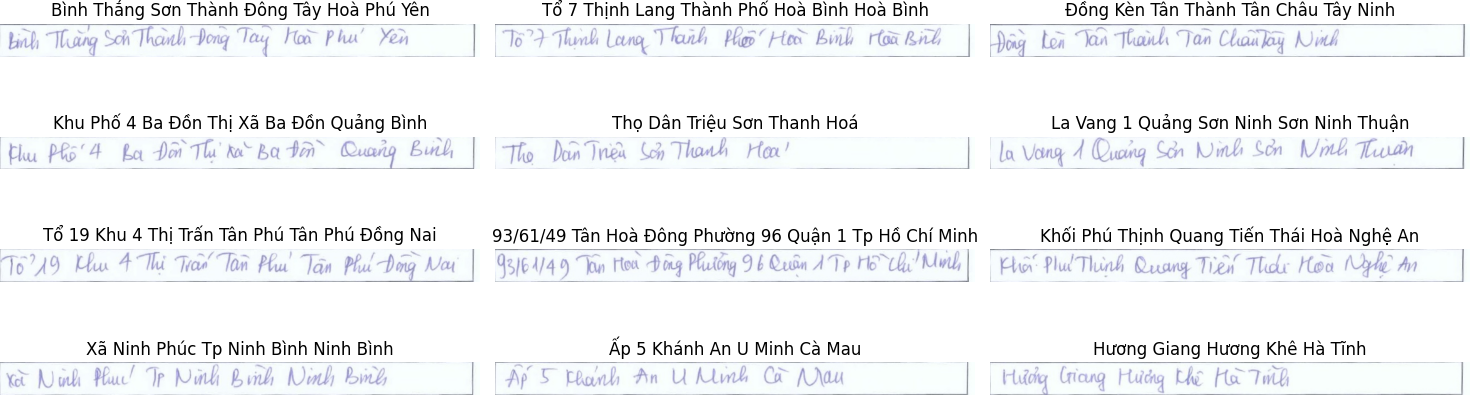 Bình Thắng Sơn Thành Đông Tây Hoà Phú Yên
Bình Thắng Sơn Thành Đông Tây Hoà Phú Yên
Tổ 7 Thịnh Lang Thành Phố Hoà Bình Hoà Bình
Tổ 7 Thịnh Lang Thành Phố Hoà Bình Hoà Bình
Đồng Kèn Tân Thành Tân Châu Tây Ninh
Đồng Kèn Tân Thành Tân Châu Tây Ninh
Khu Phố 4 Ba Đồn Thị Xã Ba Đồn Quảng Bình
Khu Phố 4 Ba Đồn Thị Xã Ba Đồn Quảng Bình
Thọ Dân Triệu Sơn Thanh Hoá
Thọ Dân Triệu Sơn Thanh Hoá
La Vang 1 Quảng Sơn Ninh Sơn Ninh Thuận
La Vang 1 Quảng Sơn Ninh Sơn Ninh Thuận
Tổ 19 Khu 4 Thị Trấn Tân Phú Tân Phú Đồng Nai
Tổ 19 Khu 4 Thị Trấn Tân Phú Tân Phú Đồng Nai
93/61/49 Tân Hoà Đông Phường 96 Quận 1 Tp Hồ Chí Minh
93/61/49 Tân Hoà Đông Phường 96 Quận 1 TP Hồ Chí Minh
Khối Phú Thịnh Quang Tiến Thái Hoà Nghệ An
Khối Phú Thịnh Quang Tiến Thái Hoà Nghệ An
Xã Ninh Phúc Tp Ninh Bình Ninh Bình
Xã Ninh Phúc Tp Ninh Bình Ninh Bình
Ấp 5 Khánh An U Minh Cà Mau
Ấp 5 Khánh An U Minh Cà Mau
Hương Giang Hương Khê Hà Tĩnh
Hương Giang Hương Khê Hà Tĩnh